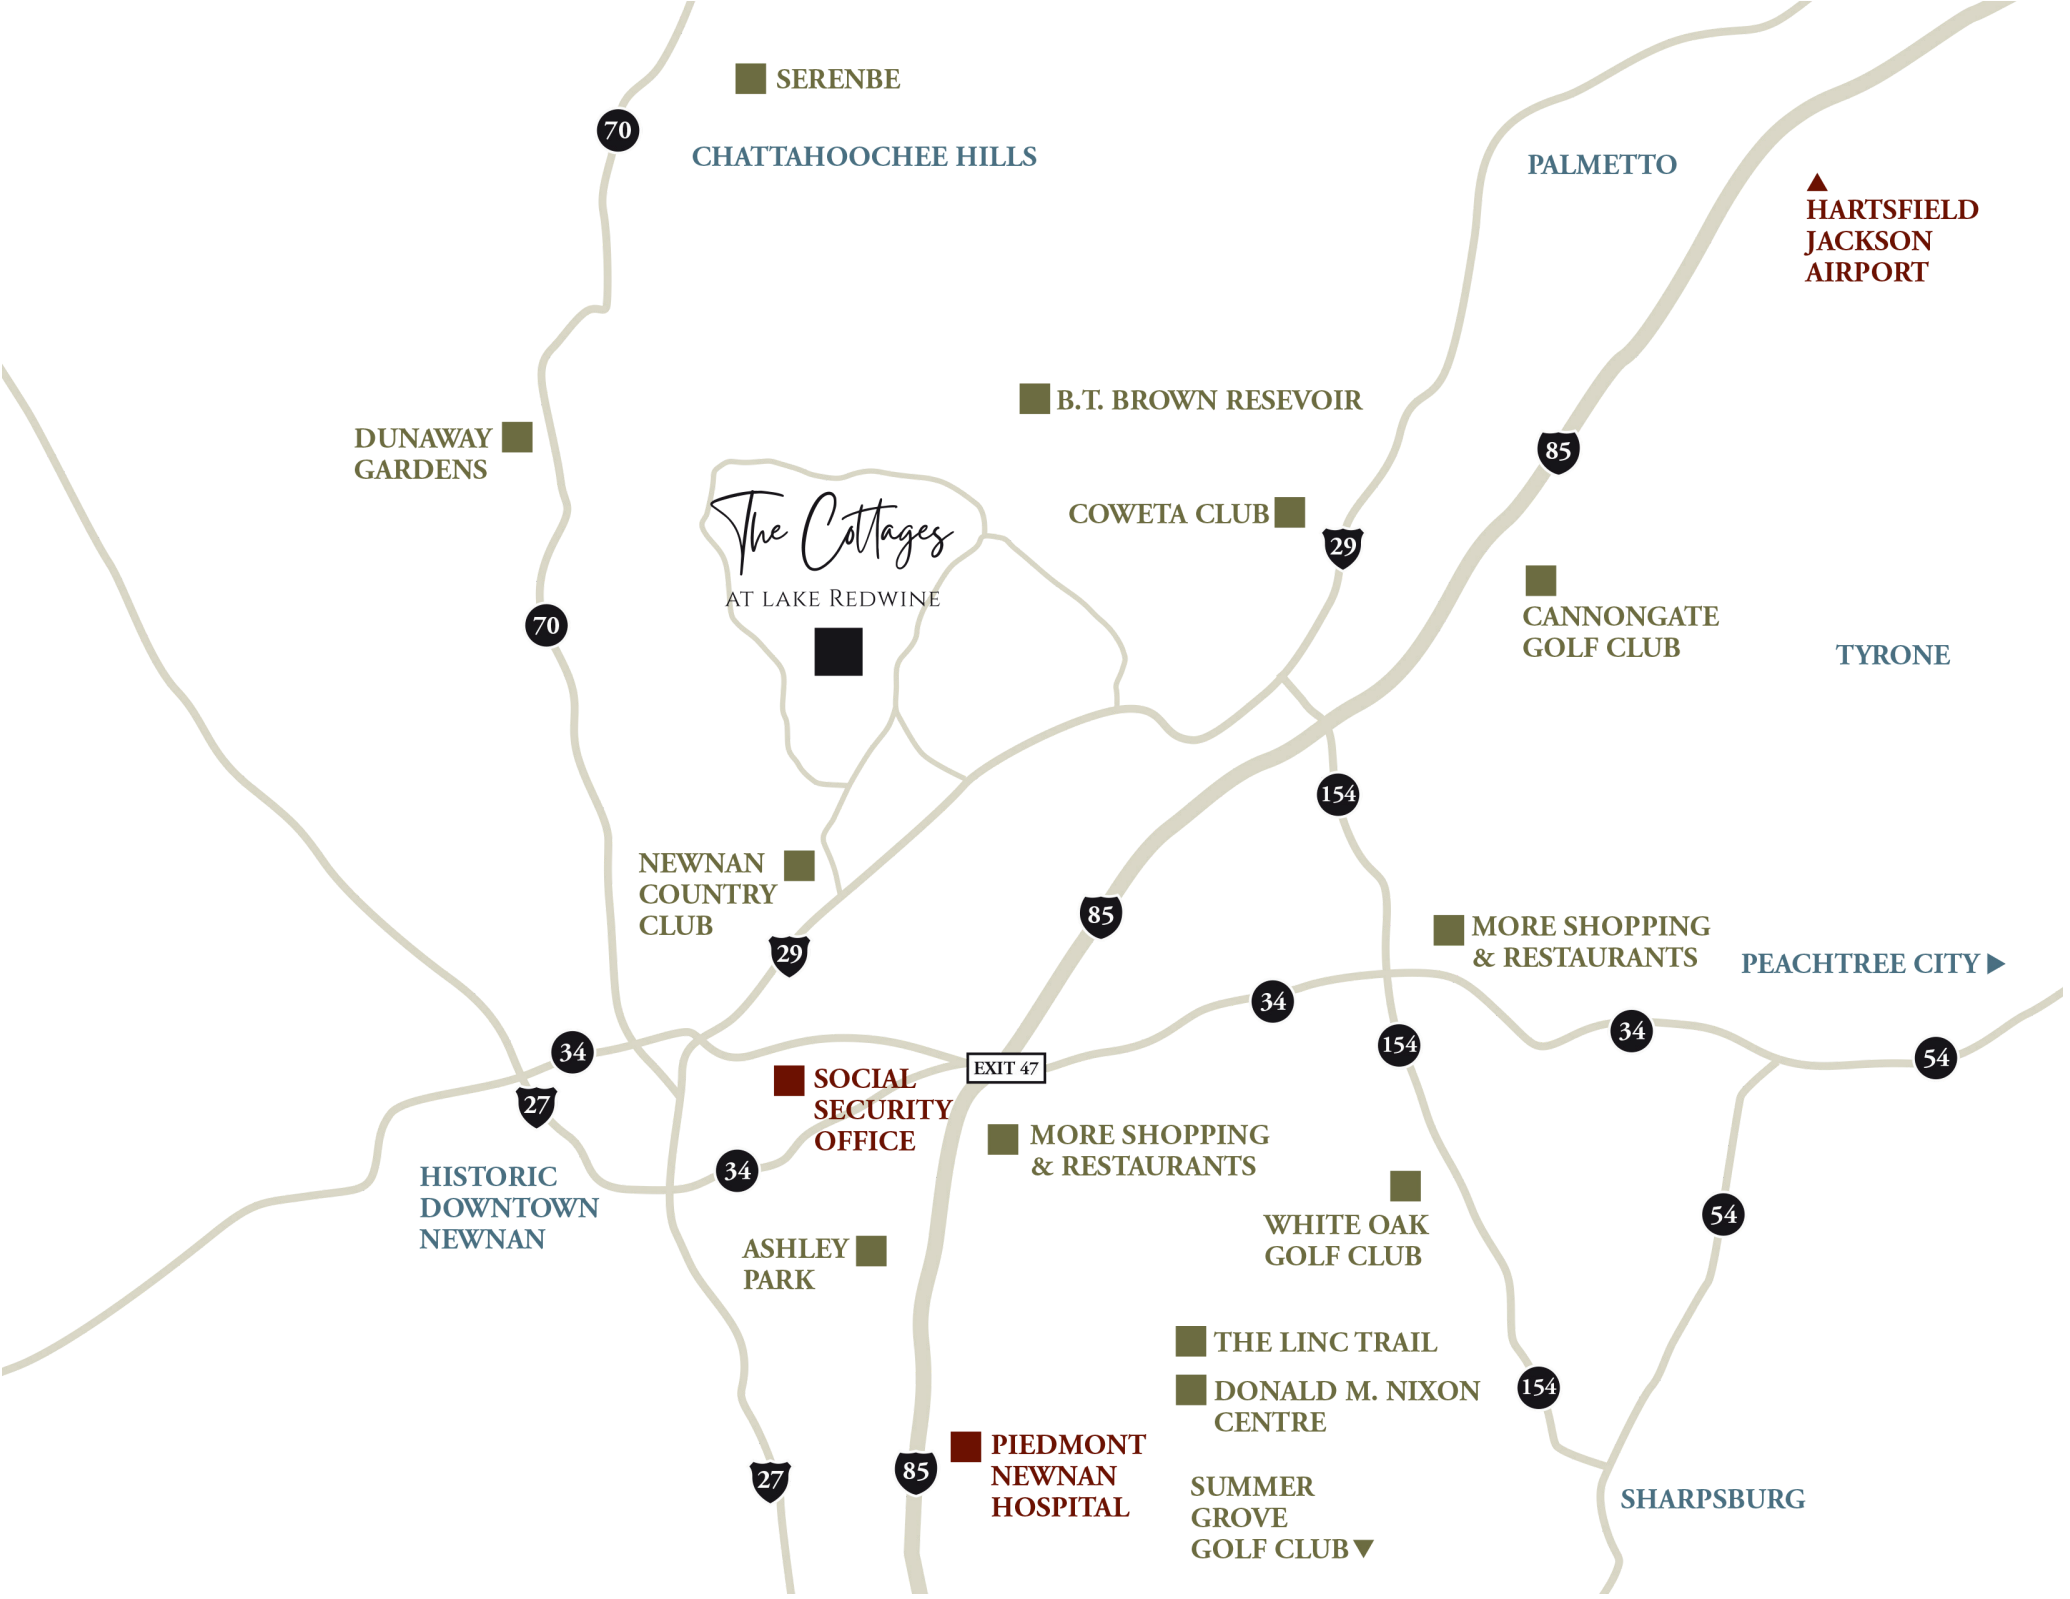 SERENBE
70
CHATTAHOOCHEE HILLS
PALMETTO
HARTSFIELD
JACKSON
AIRPORT
B.T. BROWN RESEVOIR
DUNAWAY
GARDENS
85
The Cottages
AT LAKE REDWINE
COWETA CLUB
29
CANNONGATE
GOLF CLUB
70
TYRONE
154
NEWNAN
COUNTRY
CLUB
85
29
MORE SHOPPING
& RESTAURANTS
PEACHTREE CITY
34
34
34
154
54
EXIT 47
27
SOCIAL
SECURITY
OFFICE
MORE SHOPPING
& RESTAURANTS
34
HISTORIC
DOWNTOWN
NEWNAN
ASHLEY
PARK
WHITE OAK
GOLF CLUB
54
THE LINC TRAIL
DONALD M. NIXON
CENTRE
154
PIEDMONT
NEWNAN
HOSPITAL
27
85
SUMMER
GROVE
GOLF CLUB
SHARPSBURG